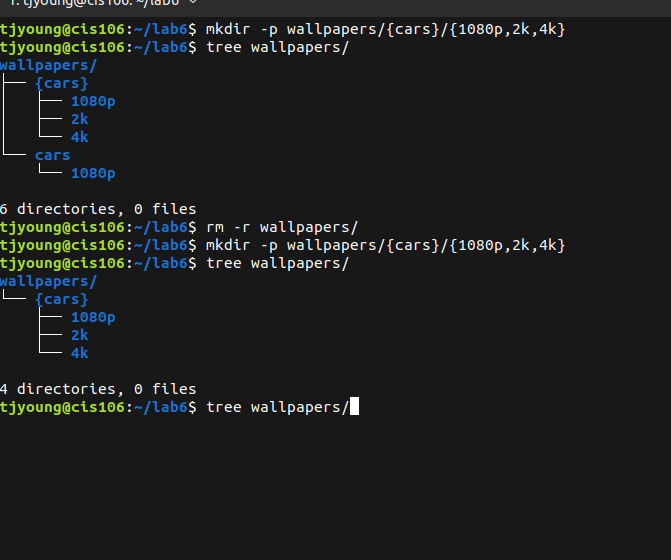 1. tjyoung@cis106: ~/lab6
tjyoung@cis106:~/lab6$ mkdir -p wallpapers/{cars}/{1080p,2k,4k}
tjyoung@cis106:~/lab6$ tree wallpapers/
wallpapers/
├── {cars}
│   ├── 1080p
│   ├── 2k
│   └── 4k
└── cars
    └── 1080p
6 directories, 0 files
tjyoung@cis106:~/lab6$ rm -r wallpapers/
tjyoung@cis106:~/lab6$ mkdir -p wallpapers/{cars}/{1080p,2k,4k}
tjyoung@cis106:~/lab6$ tree wallpapers/
wallpapers/
└── {cars}
    ├── 1080p
    ├── 2k
    └── 4k
4 directories, 0 files
tjyoung@cis106:~/lab6$ tree wallpapers/